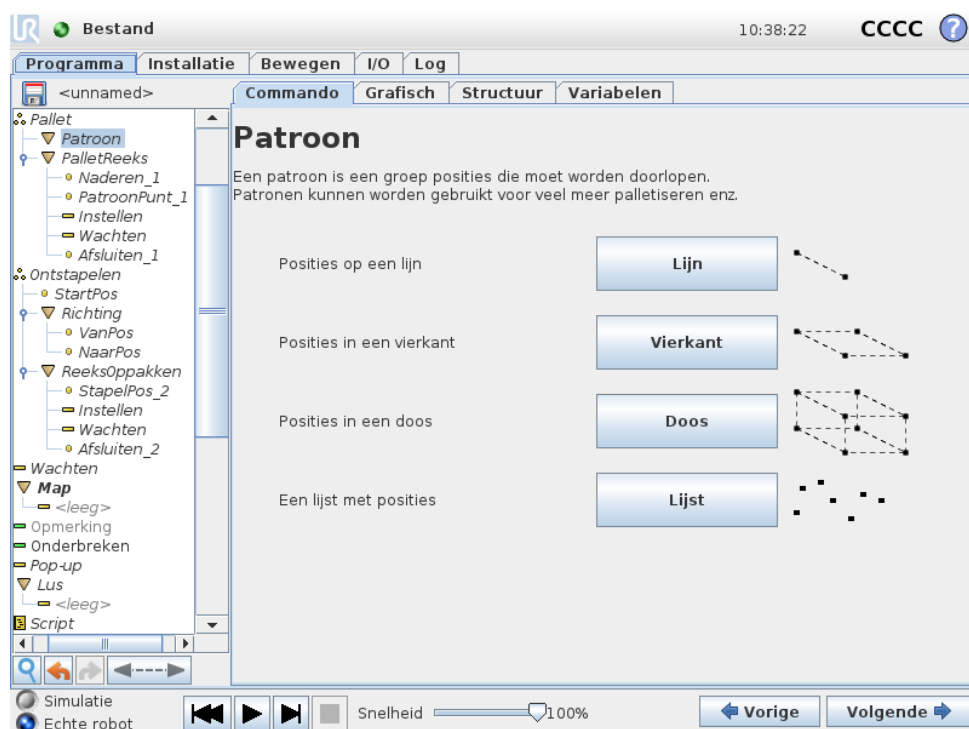 UR Bestand 10:38:22 CCCC ?
Programma Installatie Bewegen I/O Log
<unnamed> Commando Grafisch Structuur Variabelen
Pallet
Patroon
PalletReeks
Naderen_1
PatroonPunt_1
Instellen
Wachten
Afsluiten_1
Ontstapelen
StartPos
Richting
VanPos
NaarPos
ReeksOppakken
StapelPos_2
Instellen
Wachten
Afsluiten_2
Wachten
Map
<leeg>
Opmerking
Onderbreken
Pop-up
Lus
<leeg>
Script
Patroon
Een patroon is een groep posities die moet worden doorlopen.
Patronen kunnen worden gebruikt voor veel meer palletiseren enz.
Posities op een lijn Lijn
Posities in een vierkant Vierkant
Posities in een doos Doos
Een lijst met posities Lijst
Simulatie
Echte robot
Snelheid 100%
Vorige Volgende